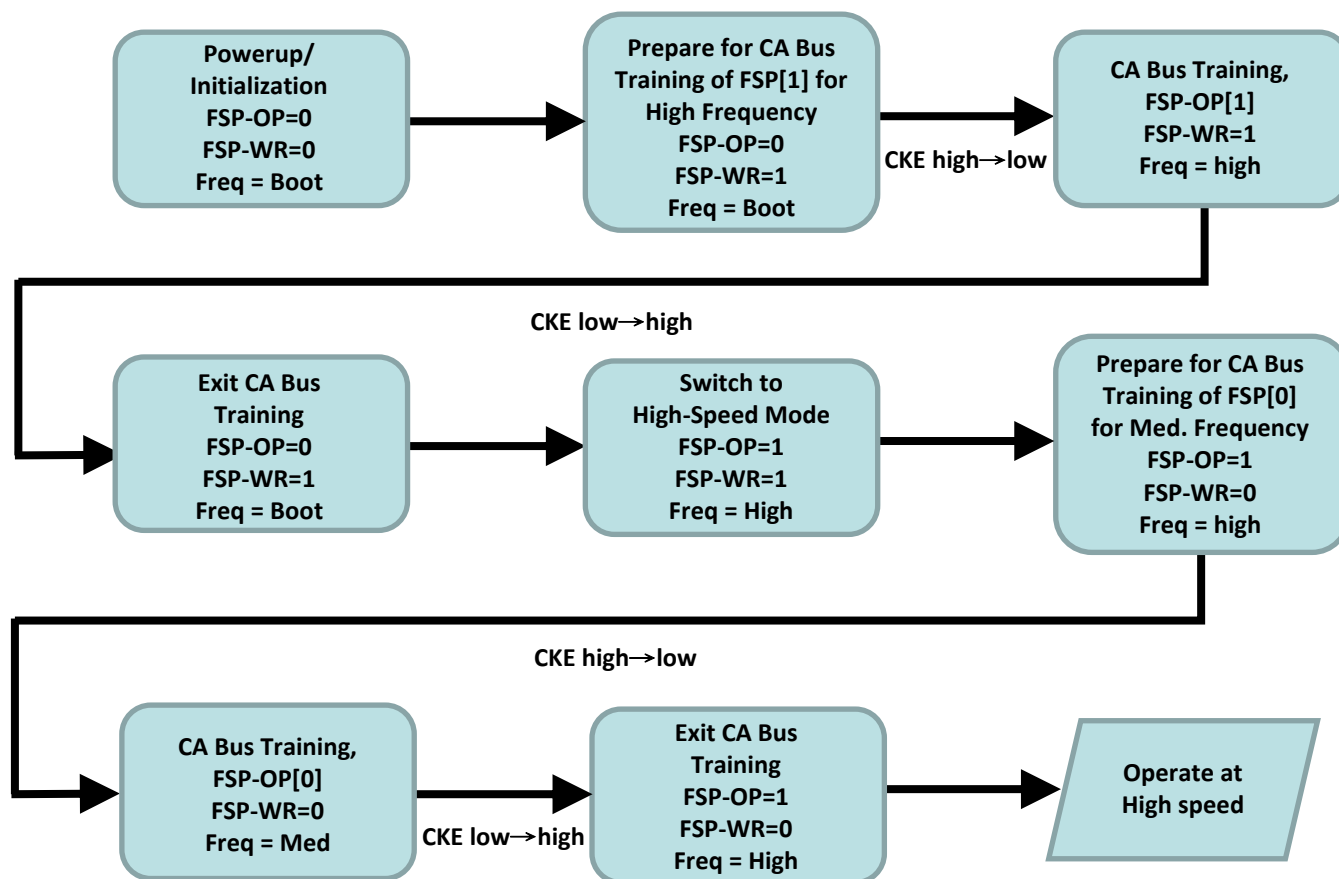 Powerup/
Initialization
FSP-OP=0
FSP-WR=0
Freq = Boot
Prepare for CA Bus
Training of FSP[1] for
High Frequency
FSP-OP=0
FSP-WR=1
Freq = Boot
CKE high→low
CA Bus Training,
FSP-OP[1]
FSP-WR=1
Freq = high
CKE low→high
Exit CA Bus
Training
FSP-OP=0
FSP-WR=1
Freq = Boot
Switch to
High-Speed Mode
FSP-OP=1
FSP-WR=1
Freq = High
Prepare for CA Bus
Training of FSP[0]
for Med. Frequency
FSP-OP=1
FSP-WR=0
Freq = high
CKE high→low
CA Bus Training,
FSP-OP[0]
FSP-WR=0
Freq = Med
CKE low→high
Exit CA Bus
Training
FSP-OP=1
FSP-WR=0
Freq = High
Operate at
High speed